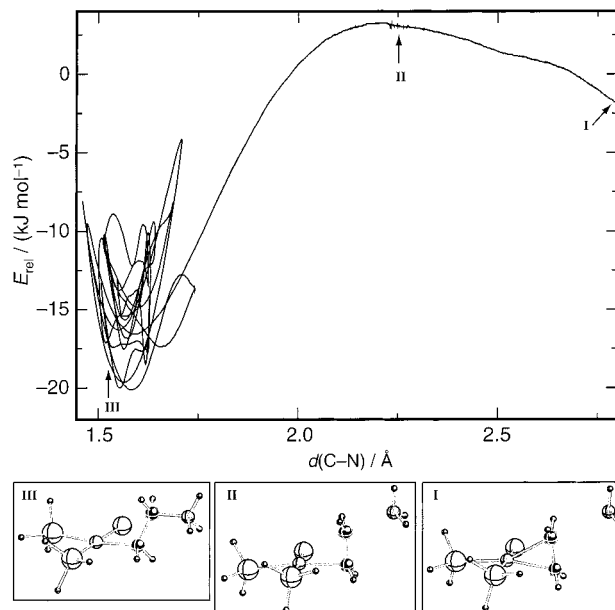 0
−5
−10
−15
−20
E_rel / (kJ mol⁻¹)
II
I
III
1.5 2.0 2.5
d(C–N) / Å
III II I